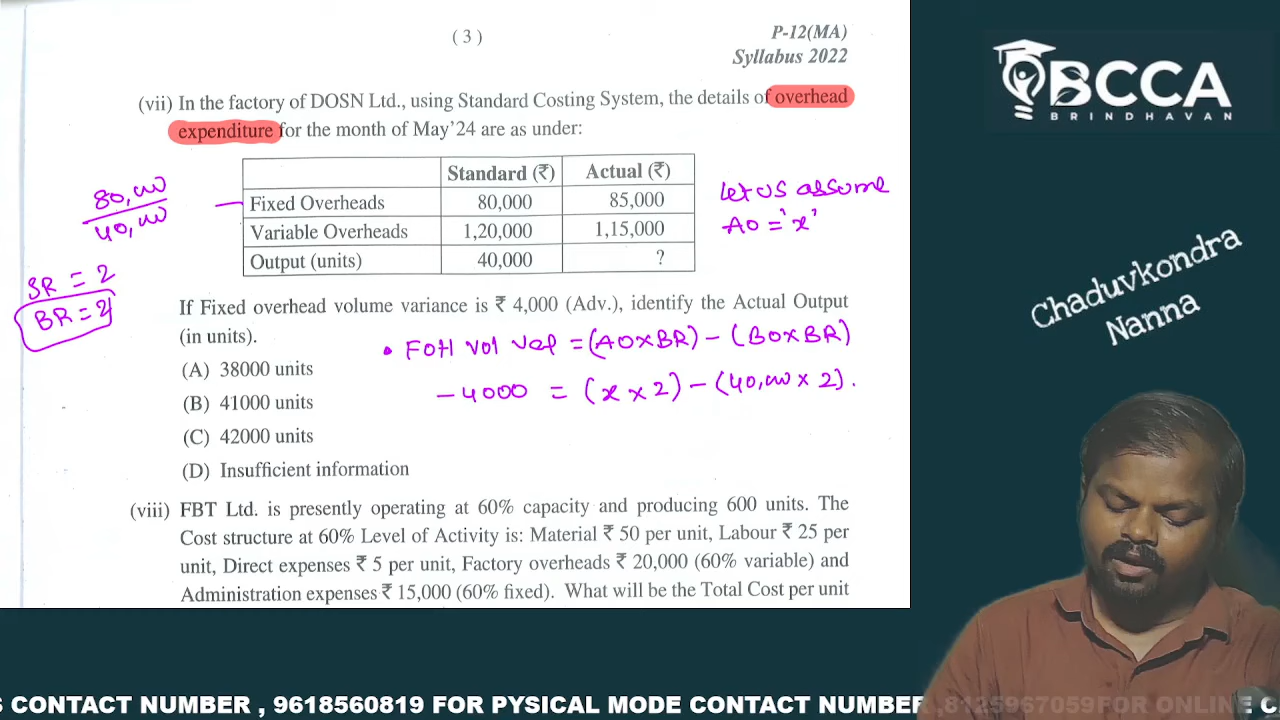 ( 3 )
P-12(MA)
Syllabus 2022
(vii) In the factory of DOSN Ltd., using Standard Costing System, the details of overhead
expenditure for the month of May'24 are as under:
Standard (₹) Actual (₹)
Fixed Overheads 80,000 85,000
Variable Overheads 1,20,000 1,15,000
Output (units) 40,000 ?
80,000
40,000
SR = 2
BR = 2
Let us assume
AO = 'x'
If Fixed overhead volume variance is ₹ 4,000 (Adv.), identify the Actual Output
(in units).
• FOH Vol Var = (AO×BR) – (BO×BR)
– 4000 = (x × 2) – (40,000 × 2).
(A) 38000 units
(B) 41000 units
(C) 42000 units
(D) Insufficient information
(viii) FBT Ltd. is presently operating at 60% capacity and producing 600 units. The
Cost structure at 60% Level of Activity is: Material ₹ 50 per unit, Labour ₹ 25 per
unit, Direct expenses ₹ 5 per unit, Factory overheads ₹ 20,000 (60% variable) and
Administration expenses ₹ 15,000 (60% fixed). What will be the Total Cost per unit
BCCA
BRINDHAVAN
Chaduvkondra
Nanna
S CONTACT NUMBER , 9618560819 FOR PYSICAL MODE CONTACT NUMBER ,8125967059FOR ONLINE C